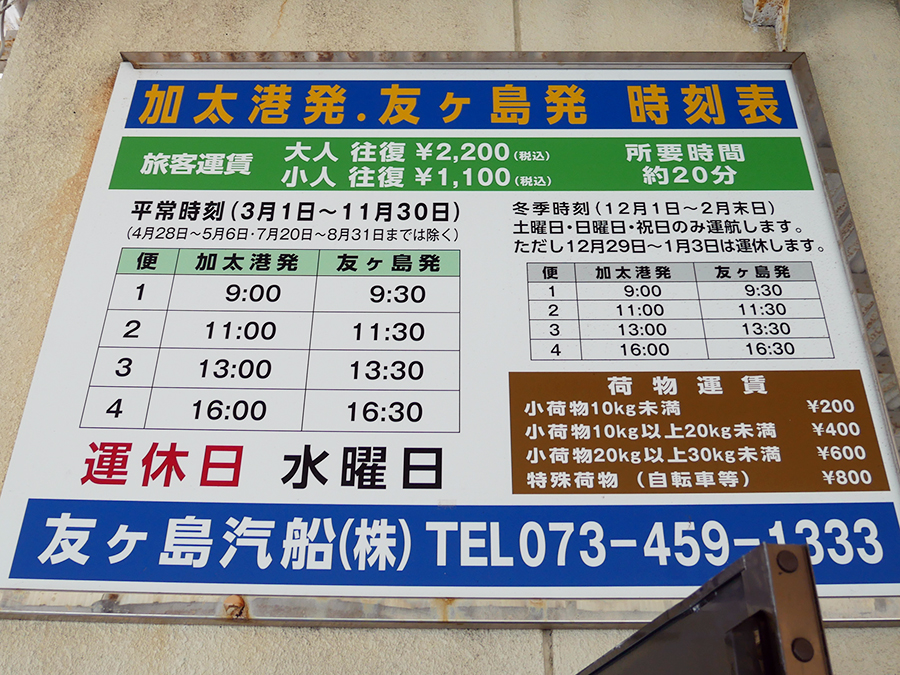 加太港発.友ヶ島発 時刻表
旅客運賃
大人 往復 ¥2,200(税込)
小人 往復 ¥1,100(税込)
所要時間
約20分
平常時刻(3月1日〜11月30日)
(4月28日〜5月6日・7月20日〜8月31日までは除く)
便 加太港発 友ヶ島発
1 9:00 9:30
2 11:00 11:30
3 13:00 13:30
4 16:00 16:30
運休日 水曜日
冬季時刻(12月1日〜2月末日)
土曜日・日曜日・祝日のみ運航します。
ただし12月29日〜1月3日は運休します。
便 加太港発 友ヶ島発
1 9:00 9:30
2 11:00 11:30
3 13:00 13:30
4 16:00 16:30
荷物運賃
小荷物10kg未満 ¥200
小荷物10kg以上20kg未満 ¥400
小荷物20kg以上30kg未満 ¥600
特殊荷物(自転車等) ¥800
友ヶ島汽船(株) TEL073-459-1333